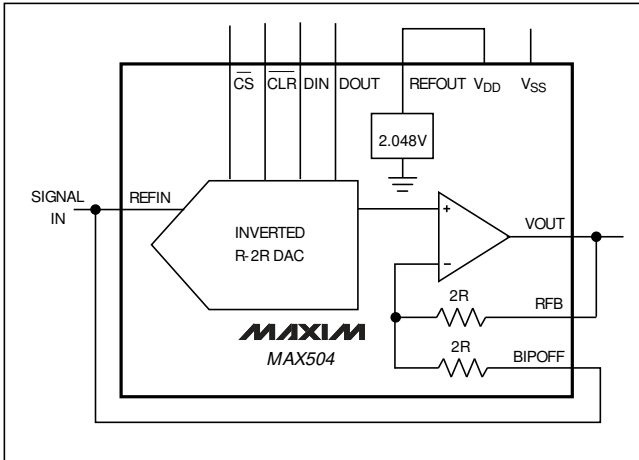 CS CLR DIN DOUT REFOUT VDD VSS
2.048V
SIGNAL
IN
REFIN
INVERTED
R-2R DAC
+
−
VOUT
2R
RFB
2R
BIPOFF
MAXIM
MAX504